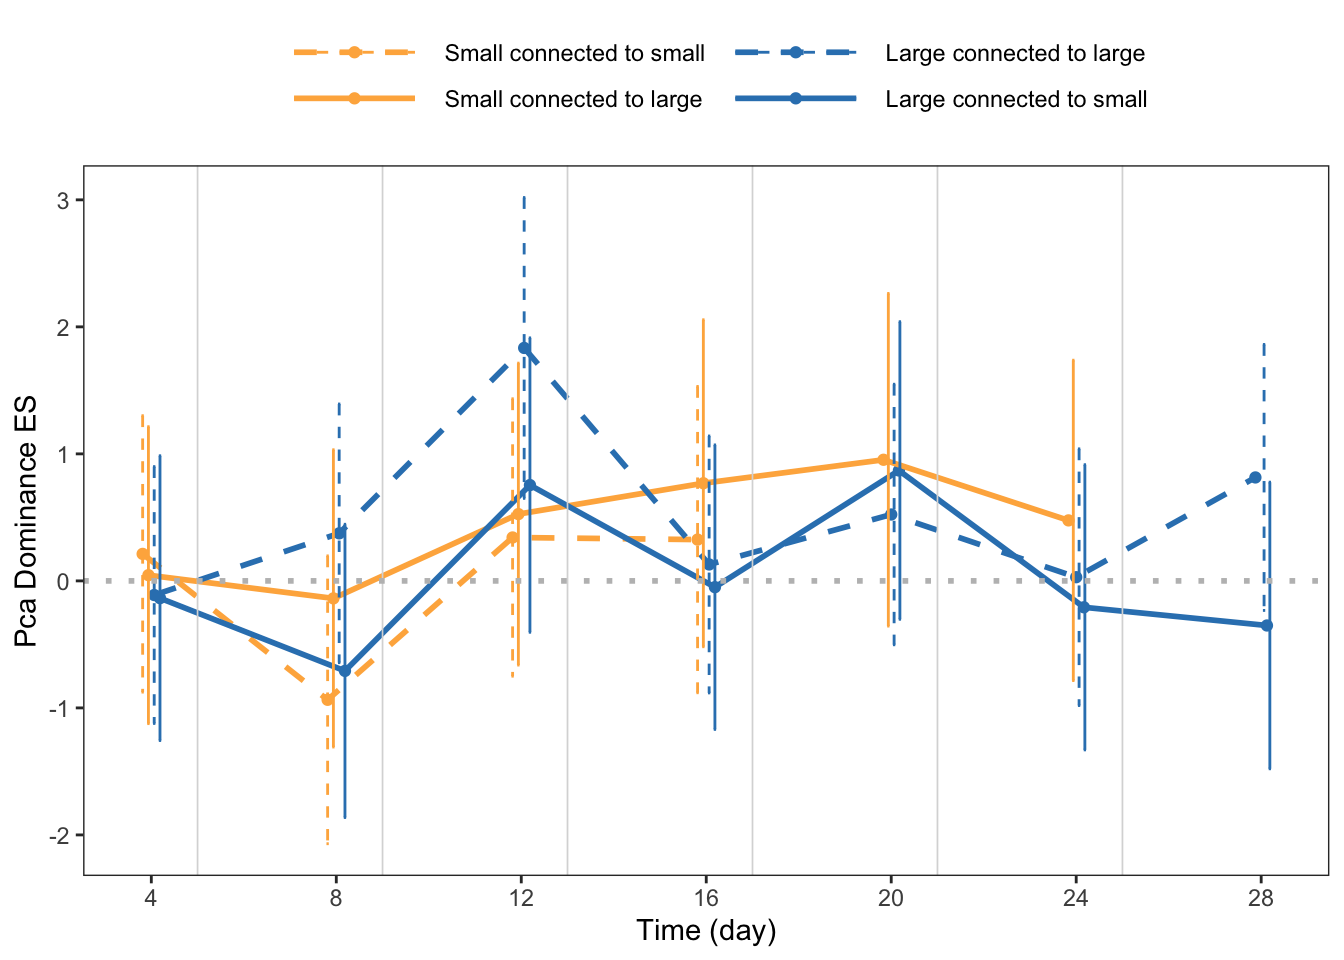 Small connected to small
Large connected to large
Small connected to large
Large connected to small
Pca Dominance ES
3
2
1
0
-1
-2
4
8
12
16
20
24
28
Time (day)